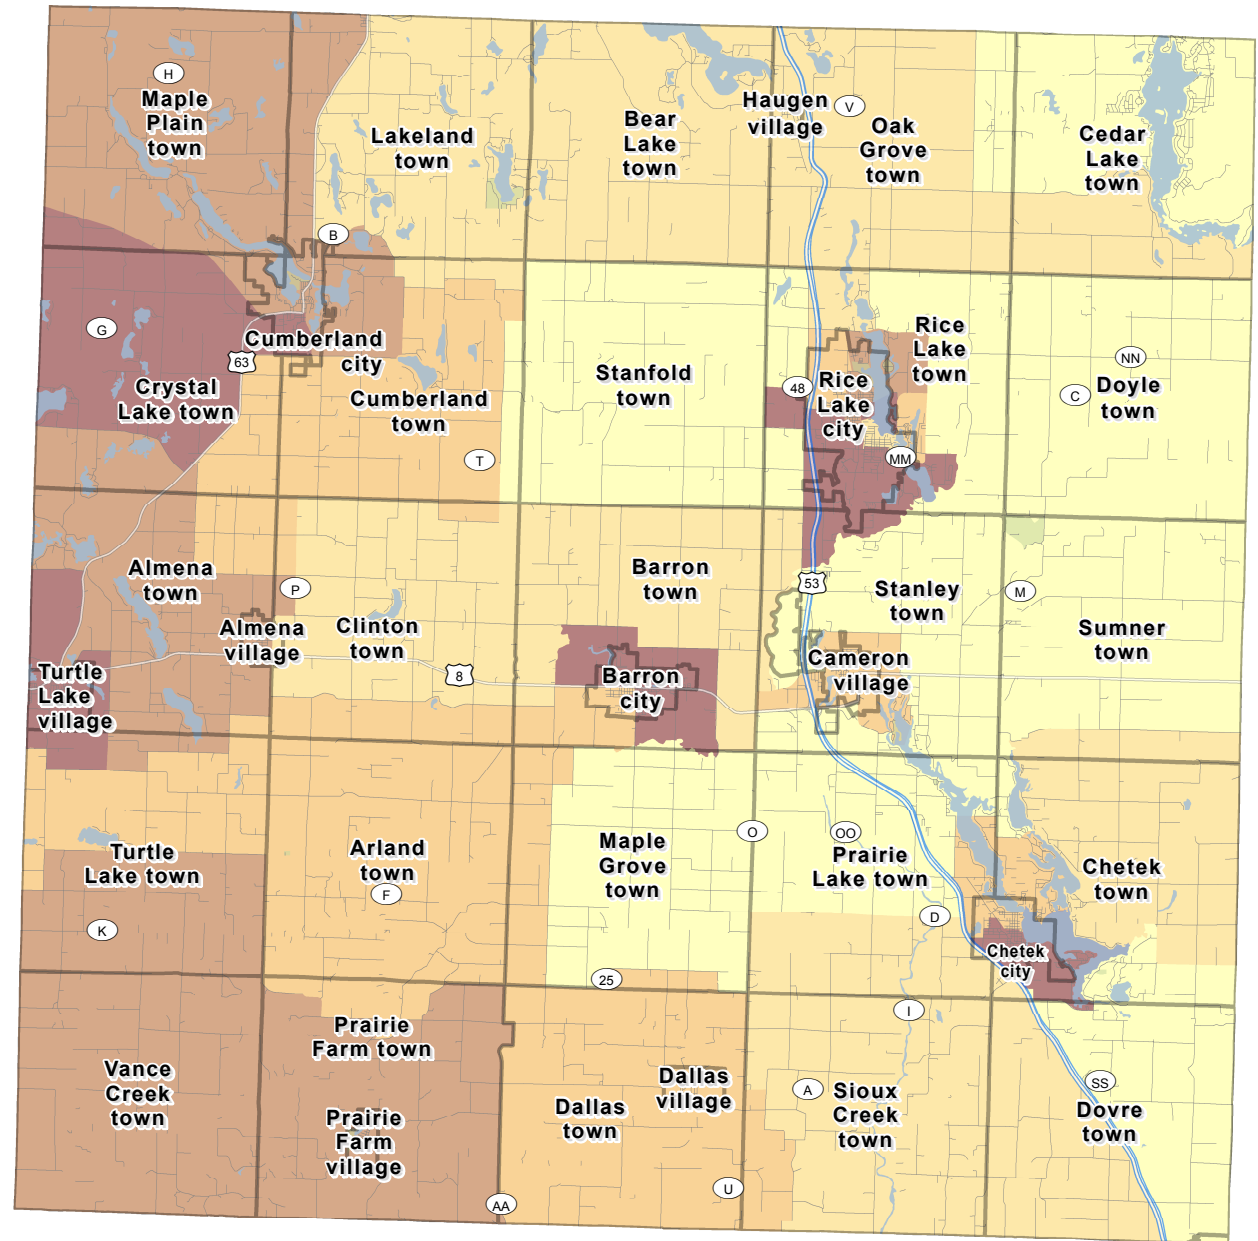 H
Maple
Plain
town
Lakeland
town
Bear
Lake
town
Haugen
village
V
Oak
Grove
town
Cedar
Lake
town
B
G
63
Cumberland
city
Crystal
Lake town
Cumberland
town
T
Stanfold
town
48
Rice
Lake
city
Rice
Lake
town
MM
NN
C
Doyle
town
Almena
town
P
Almena
village
Clinton
town
8
Turtle
Lake
village
Barron
town
Barron
city
53
Stanley
town
M
Sumner
town
Cameron
village
Turtle
Lake town
K
Arland
town
F
Maple
Grove
town
O
OO
Prairie
Lake town
D
Chetek
town
Chetek
city
25
I
Vance
Creek
town
Prairie
Farm town
Prairie
Farm
village
AA
Dallas
town
Dallas
village
U
A
Sioux
Creek
town
SS
Dovre
town